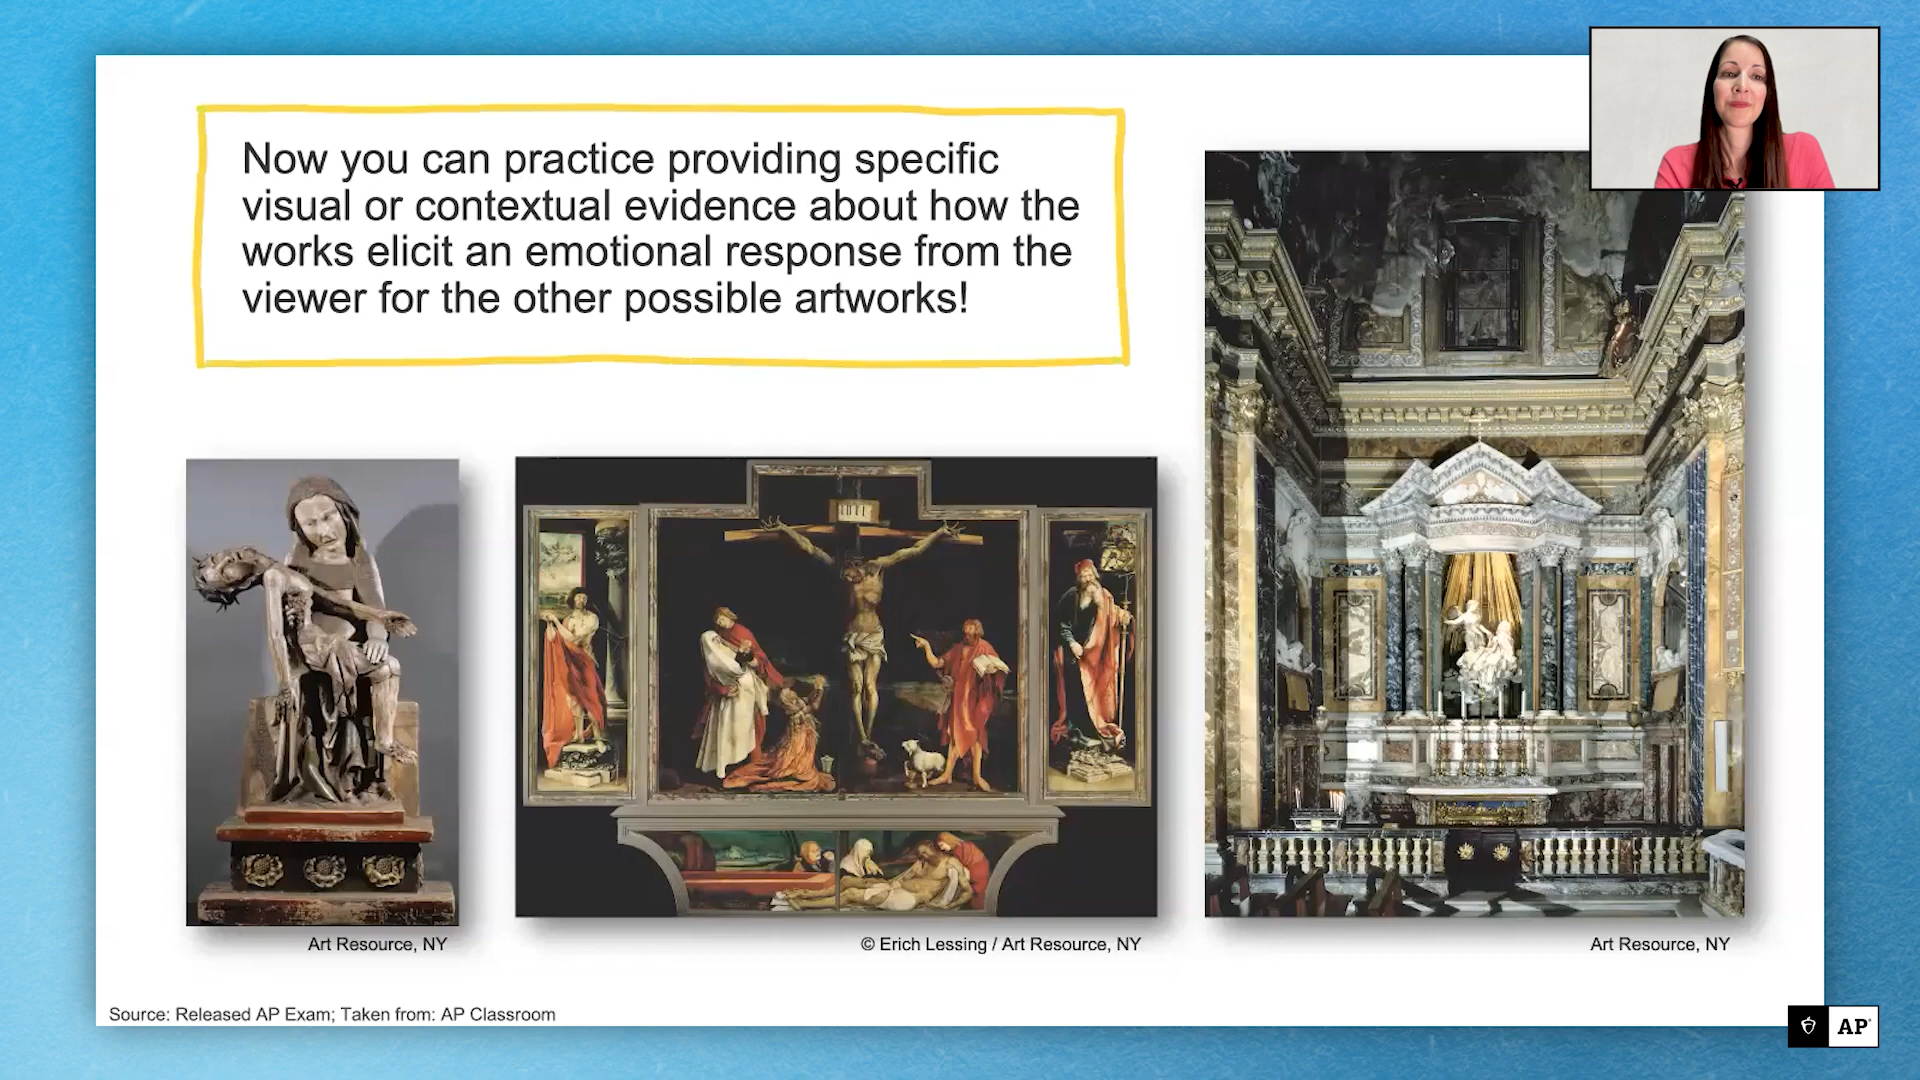 Now you can practice providing specific
visual or contextual evidence about how the
works elicit an emotional response from the
viewer for the other possible artworks!
Art Resource, NY
© Erich Lessing / Art Resource, NY
Art Resource, NY
Source: Released AP Exam; Taken from: AP Classroom
AP